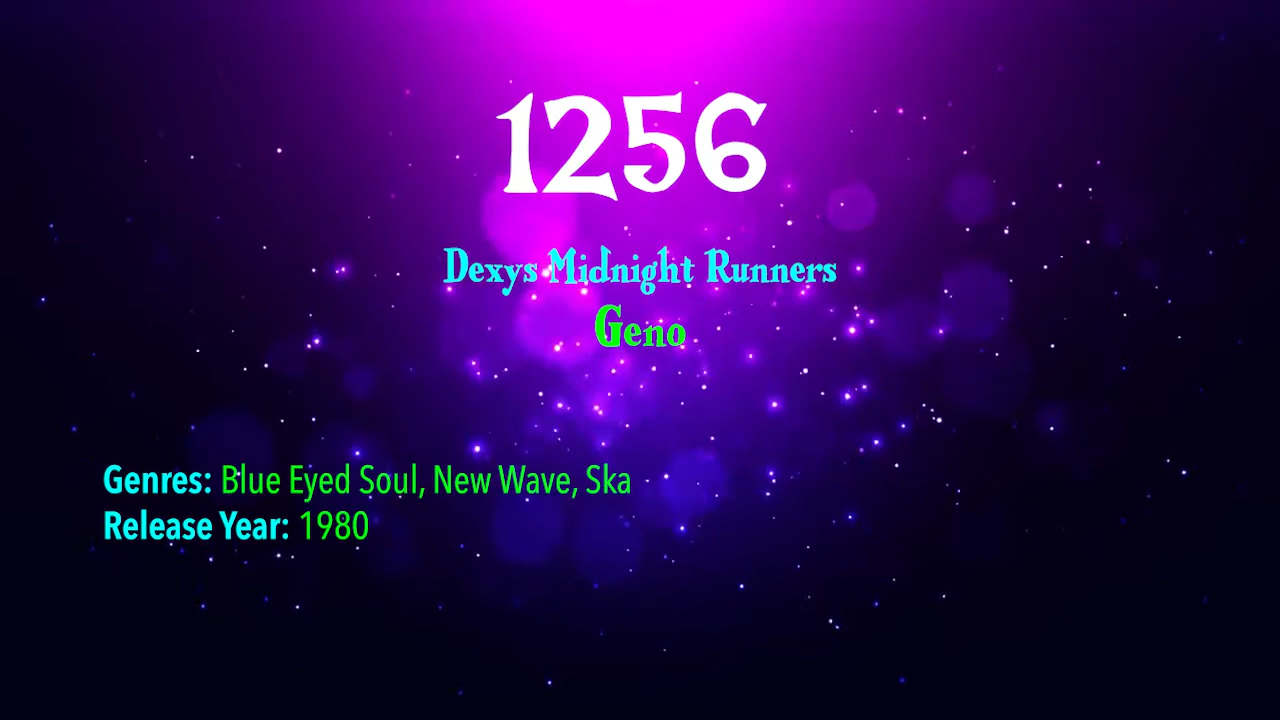 1256
Dexys Midnight Runners
Geno
Genres: Blue Eyed Soul, New Wave, Ska
Release Year: 1980